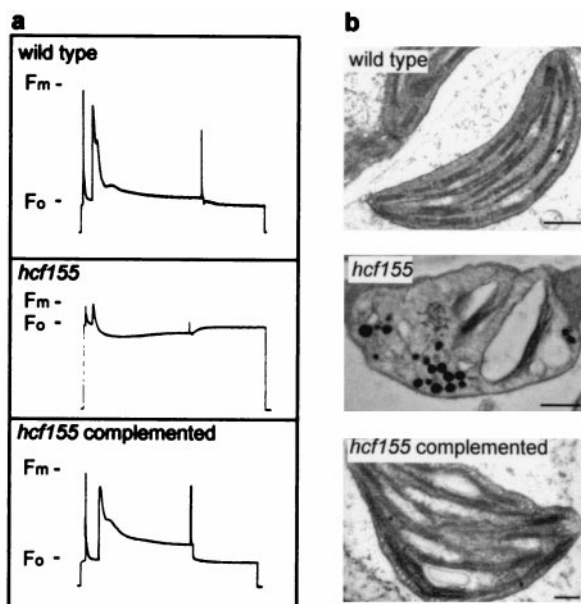 a
wild type
Fm -
Fo -
hcf155
Fm -
Fo -
hcf155 complemented
Fm -
Fo -
b
wild type
hcf155
hcf155 complemented